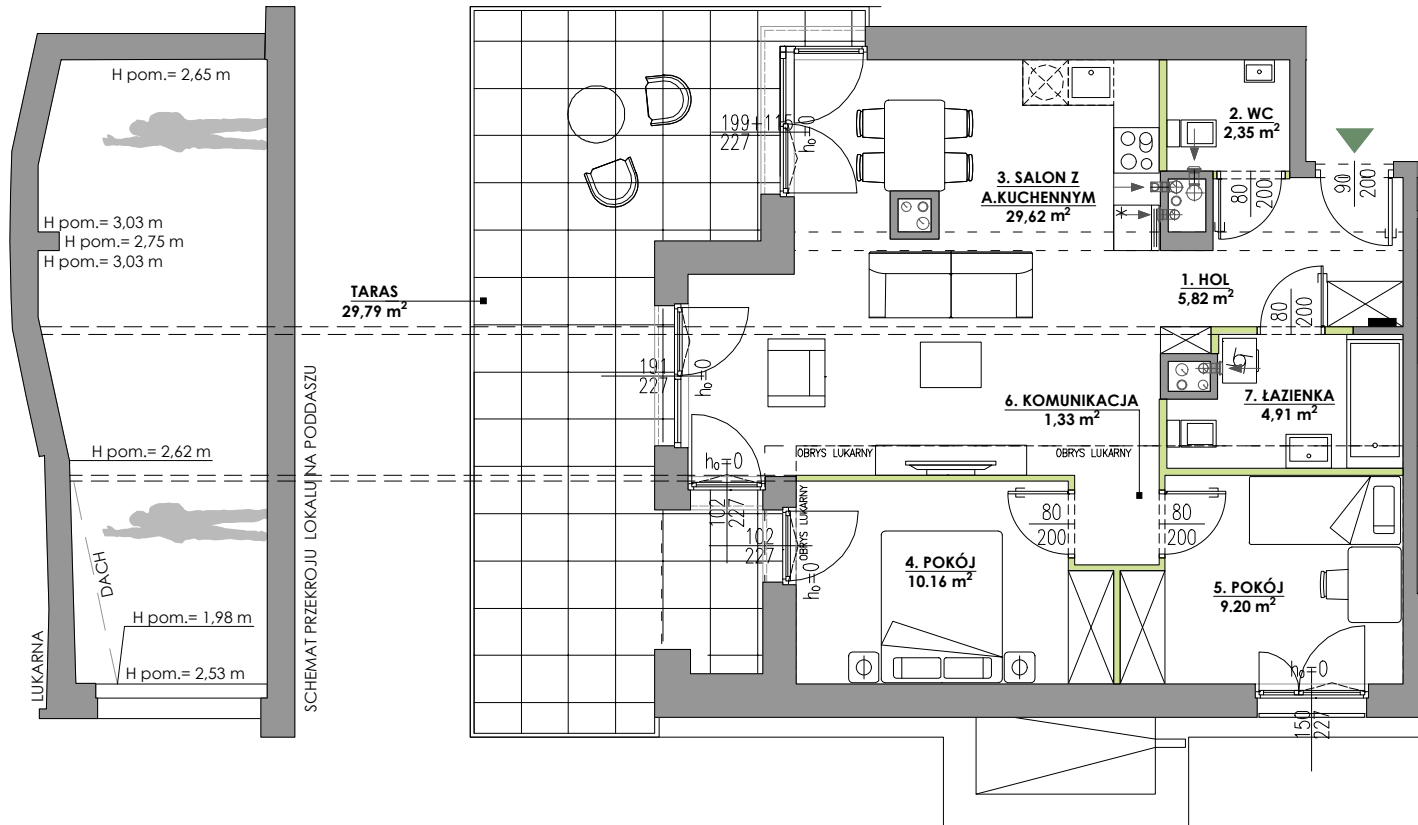 H pom.= 2,65 m
H pom.= 3,03 m
H pom.= 2,75 m
H pom.= 3,03 m
H pom.= 2,62 m
DACH
H pom.= 1,98 m
H pom.= 2,53 m
LUKARNA
SCHEMAT PRZEKROJU LOKALU NA PODDASZU
TARAS
29,79 m²
199+115
227
h₀=0
3. SALON Z
A.KUCHENNYM
29,62 m²
2. WC
2,35 m²
80
200
90
200
1. HOL
5,82 m²
80
200
191
227
h₀=0
6. KOMUNIKACJA
1,33 m²
7. ŁAZIENKA
4,91 m²
OBRYS LUKARNY
OBRYS LUKARNY
h₀=0
102
227
OBRYS LUKARNY
102
227
h₀=0
4. POKÓJ
10.16 m²
80
200
80
200
5. POKÓJ
9.20 m²
h₀=0
150
227